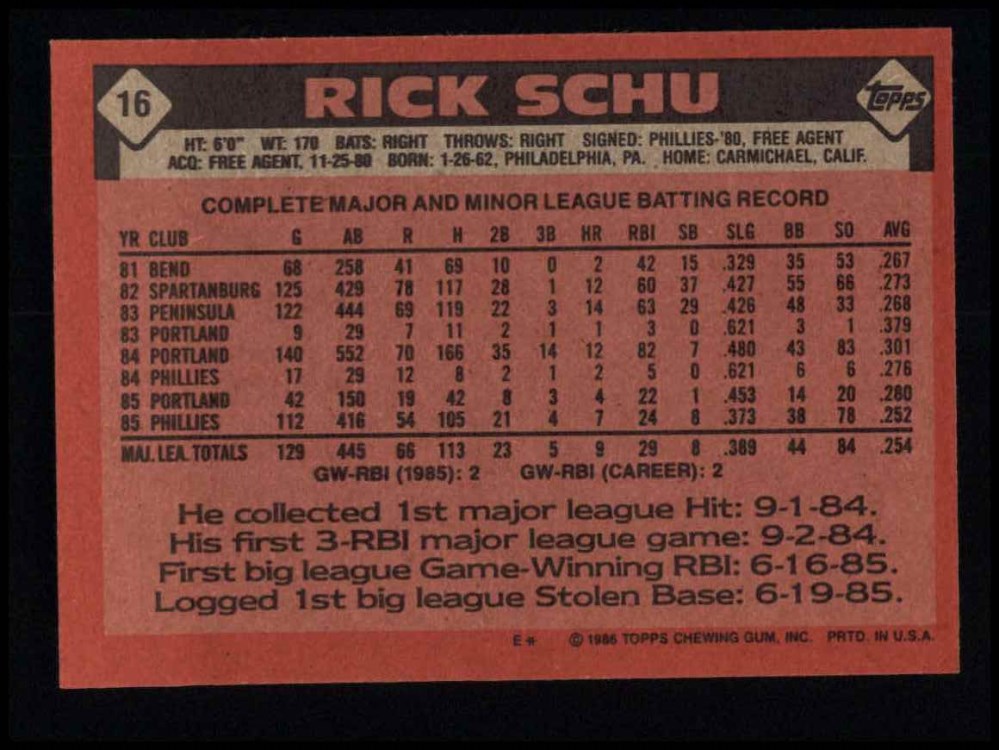 16
RICK SCHU
topps
HT: 6'0" WT: 170 BATS: RIGHT THROWS: RIGHT SIGNED: PHILLIES-'80, FREE AGENT
ACQ: FREE AGENT, 11-25-80 BORN: 1-26-62, PHILADELPHIA, PA. HOME: CARMICHAEL, CALIF.
COMPLETE MAJOR AND MINOR LEAGUE BATTING RECORD
YR CLUB G AB R H 2B 3B HR RBI SB SLG BB SO AVG
81 BEND 68 258 41 69 10 0 2 42 15 .329 35 53 .267
82 SPARTANBURG 125 429 78 117 28 1 12 60 37 .427 55 66 .273
83 PENINSULA 122 444 69 119 22 3 14 63 29 .426 48 33 .268
83 PORTLAND 9 29 7 11 2 1 1 3 0 .621 3 1 .379
84 PORTLAND 140 552 70 166 35 14 12 82 7 .480 43 83 .301
84 PHILLIES 17 29 12 8 2 1 2 5 0 .621 6 6 .276
85 PORTLAND 42 150 19 42 8 3 4 22 1 .453 14 20 .280
85 PHILLIES 112 416 54 105 21 4 7 24 8 .373 38 78 .252
MAJ. LEA. TOTALS 129 445 66 113 23 5 9 29 8 .389 44 84 .254
GW-RBI (1985): 2 GW-RBI (CAREER): 2
He collected 1st major league Hit: 9-1-84.
His first 3-RBI major league game: 9-2-84.
First big league Game-Winning RBI: 6-16-85.
Logged 1st big league Stolen Base: 6-19-85.
E* © 1986 TOPPS CHEWING GUM, INC. PRTD. IN U.S.A.